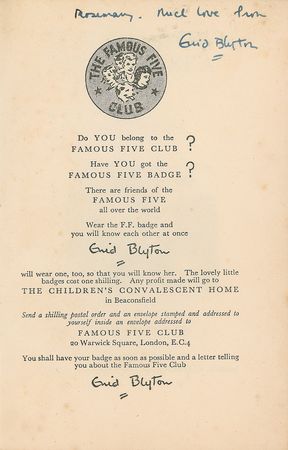 Rosemary. Much love from
Enid Blyton
THE FAMOUS FIVE
CLUB
Do YOU belong to the
FAMOUS FIVE CLUB ?
Have YOU got the
FAMOUS FIVE BADGE ?
There are friends of the
FAMOUS FIVE
all over the world
Wear the F.F. badge and
you will know each other at once
Enid Blyton
will wear one, too, so that you will know her. The lovely little
badges cost one shilling. Any profit made will go to
THE CHILDREN'S CONVALESCENT HOME
in Beaconsfield
Send a shilling postal order and an envelope stamped and addressed to
yourself inside an envelope addressed to
FAMOUS FIVE CLUB
20 Warwick Square, London, E.C.4
You shall have your badge as soon as possible and a letter telling
you about the Famous Five Club
Enid Blyton